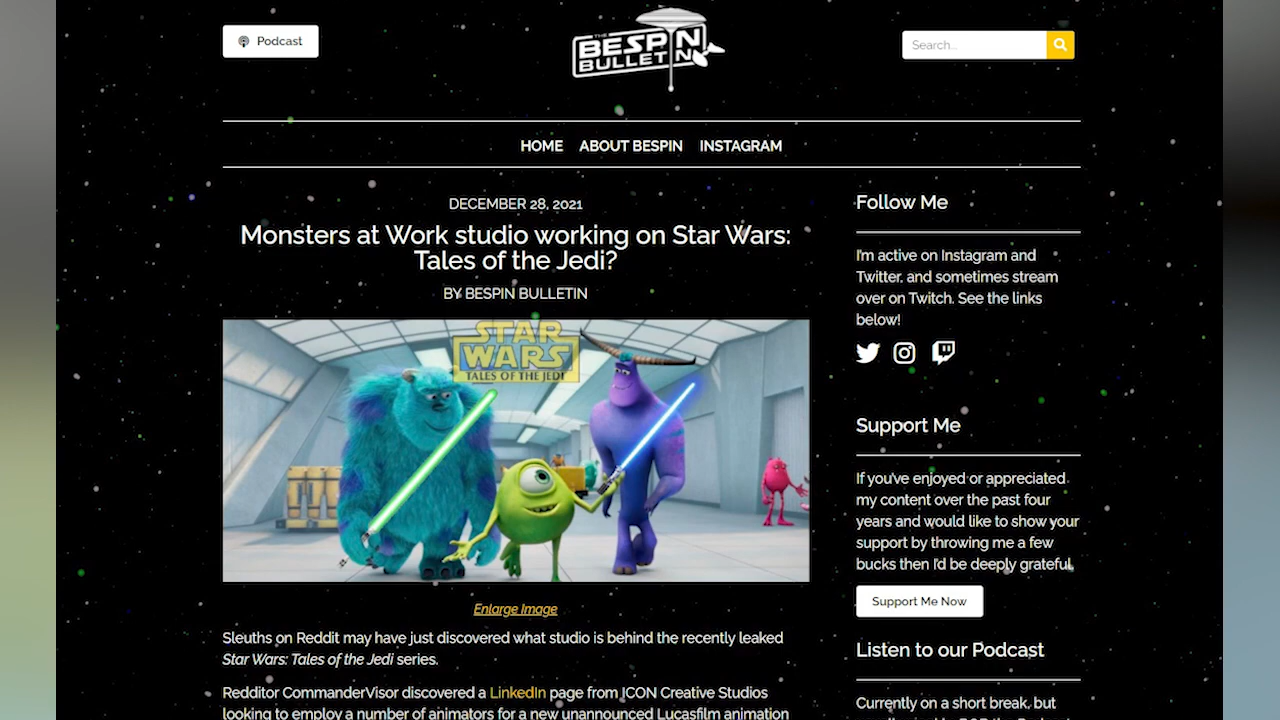 Podcast
THE
BESPIN
BULLETIN
Search...
HOME ABOUT BESPIN INSTAGRAM
DECEMBER 28, 2021
Monsters at Work studio working on Star Wars:
Tales of the Jedi?
BY BESPIN BULLETIN
STAR
WARS
TALES OF THE JEDI
Enlarge Image
Sleuths on Reddit may have just discovered what studio is behind the recently leaked
Star Wars: Tales of the Jedi series.
Redditor CommanderVisor discovered a LinkedIn page from ICON Creative Studios
looking to employ a number of animators for a new unannounced Lucasfilm animation
Follow Me
I'm active on Instagram and
Twitter, and sometimes stream
over on Twitch. See the links
below!
Support Me
If you've enjoyed or appreciated
my content over the past four
years and would like to show your
support by throwing me a few
bucks then I'd be deeply grateful.
Support Me Now
Listen to our Podcast
Currently on a short break, but